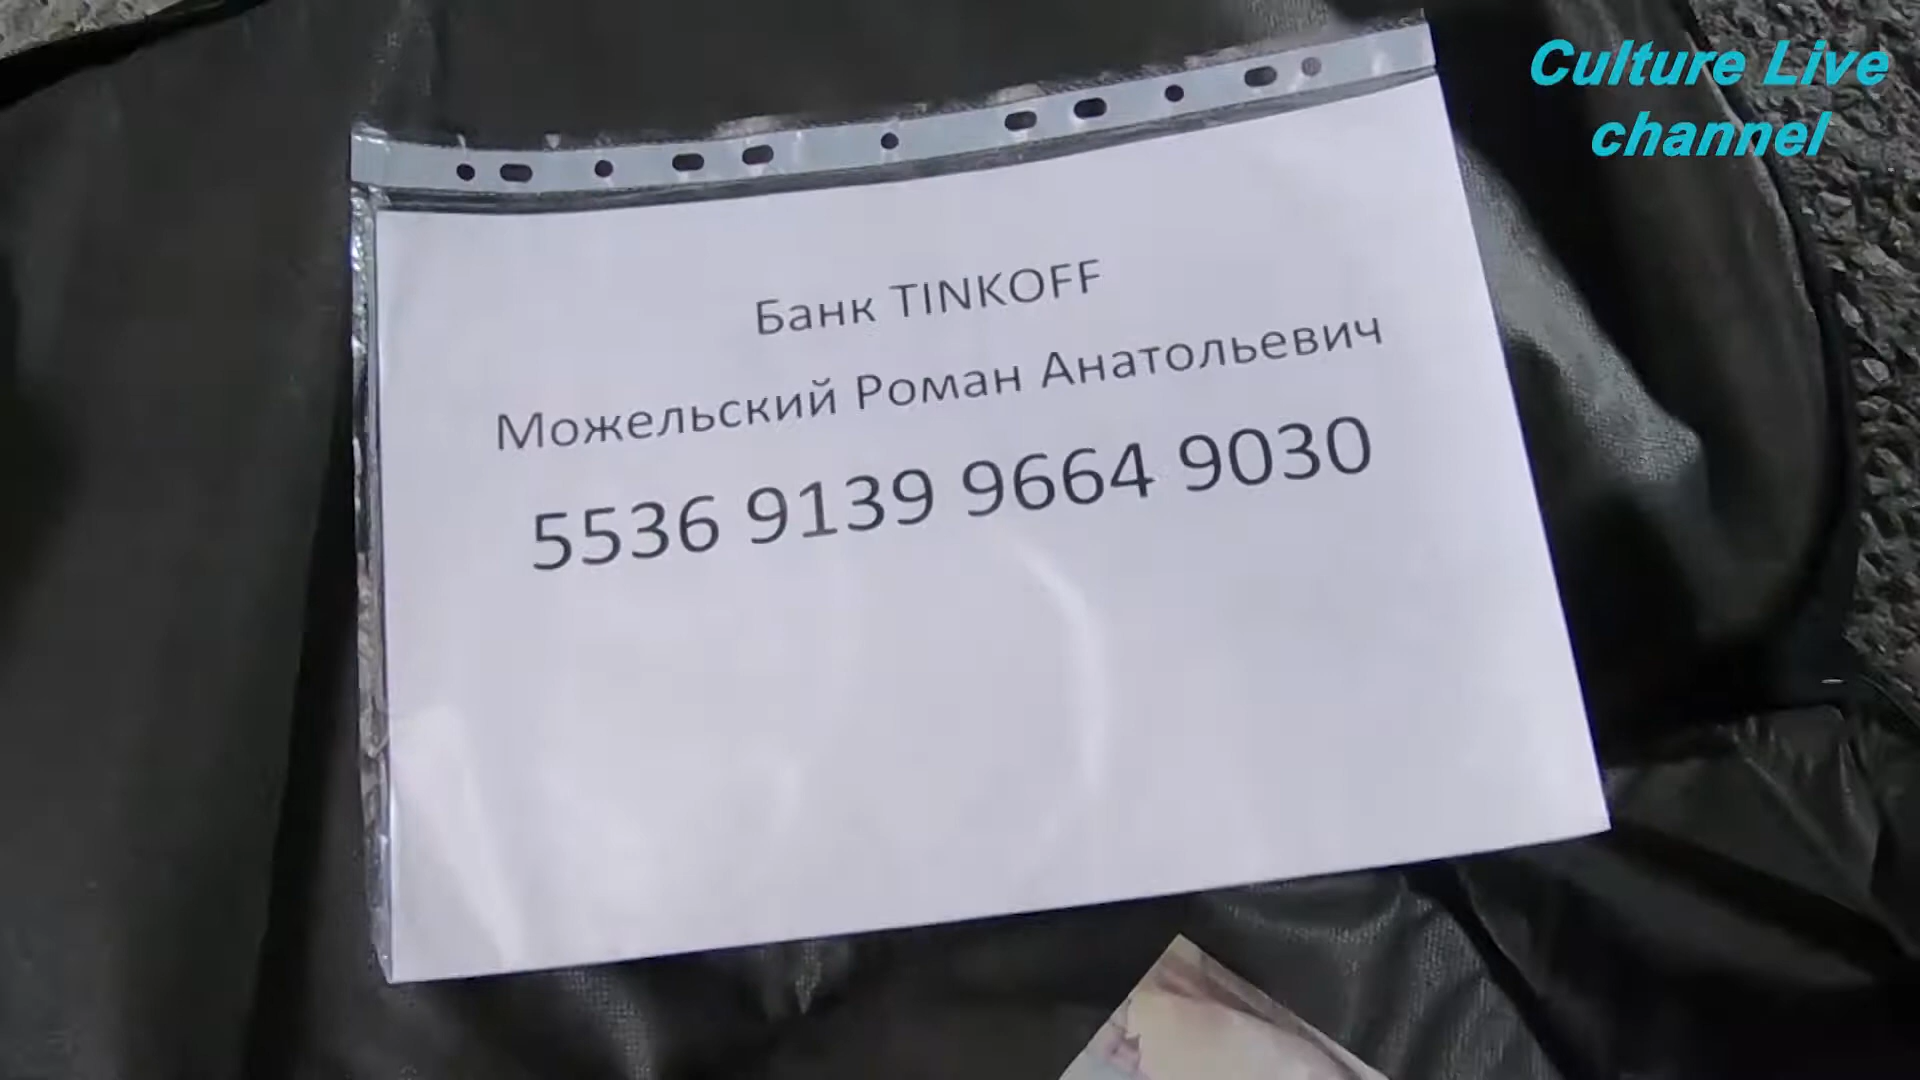 Culture Live
channel
Банк TINKOFF
Можельский Роман Анатольевич
5536 9139 9664 9030